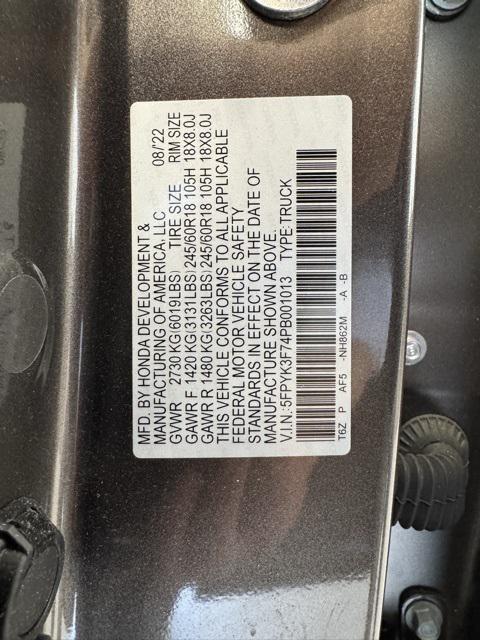 MFD. BY HONDA DEVELOPMENT &
MANUFACTURING OF AMERICA, LLC 08/22
GVWR 2730 KG(6019LBS) TIRE SIZE RIM SIZE
GAWR F 1420 KG(3131LBS)245/60R18 105H 18X8.0J
GAWR R 1480 KG(3263LBS)245/60R18 105H 18X8.0J
THIS VEHICLE CONFORMS TO ALL APPLICABLE
FEDERAL MOTOR VEHICLE SAFETY
STANDARDS IN EFFECT ON THE DATE OF
MANUFACTURE SHOWN ABOVE.
V.I.N.:5FPYK3F74PB001013 TYPE: TRUCK
T6Z P AF5 -NH862M -A -B